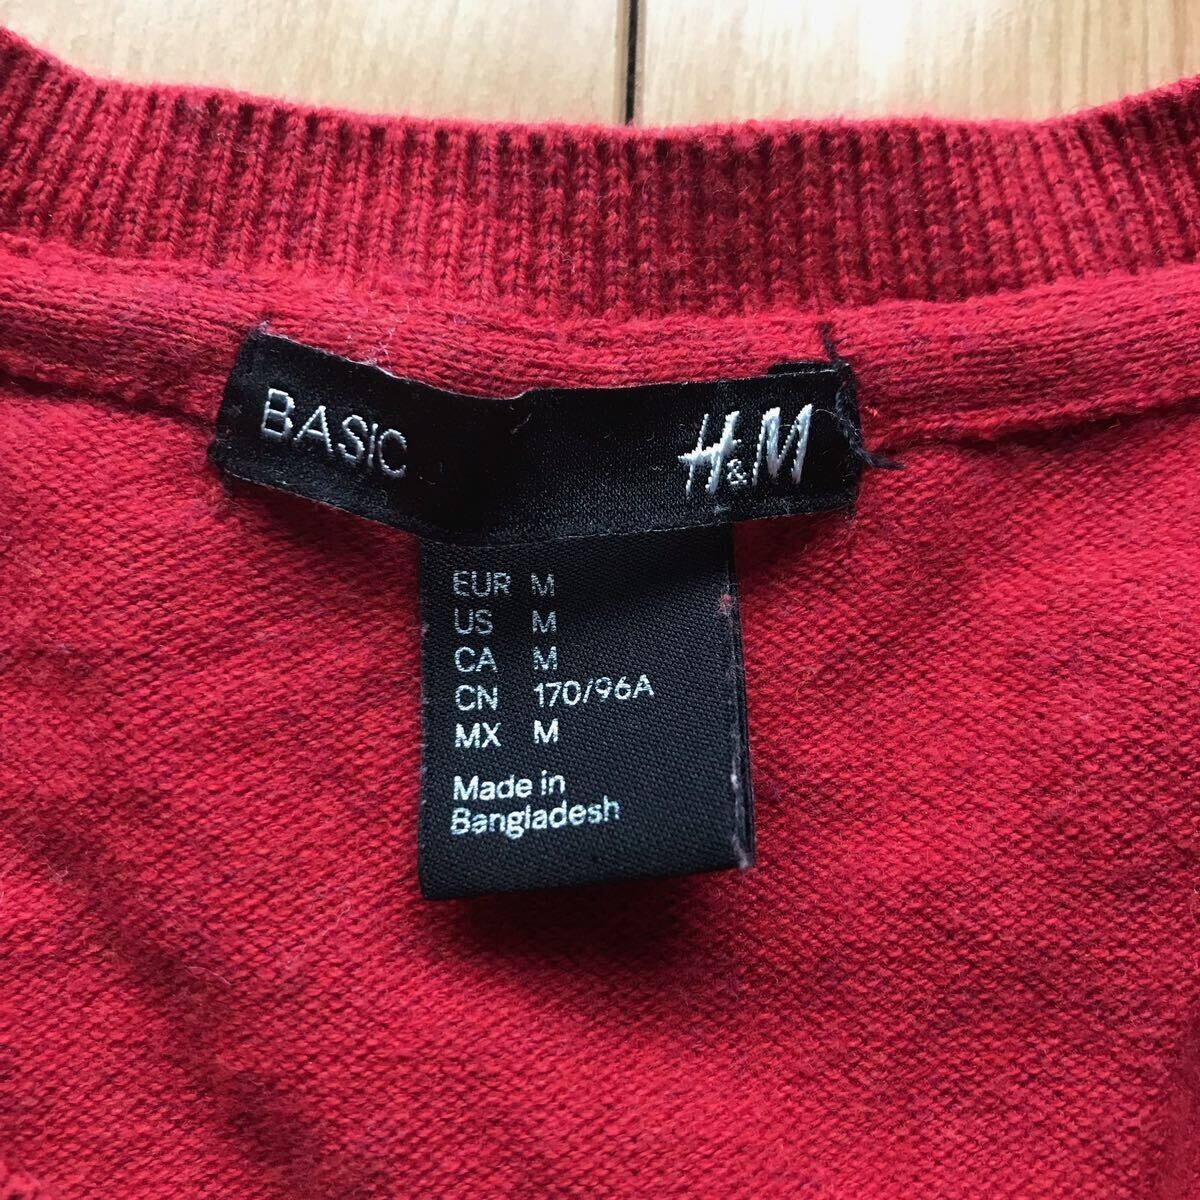 BASiC H&M
EUR M
US M
CA M
CN 170/96A
MX M
Made in
Bangladesh